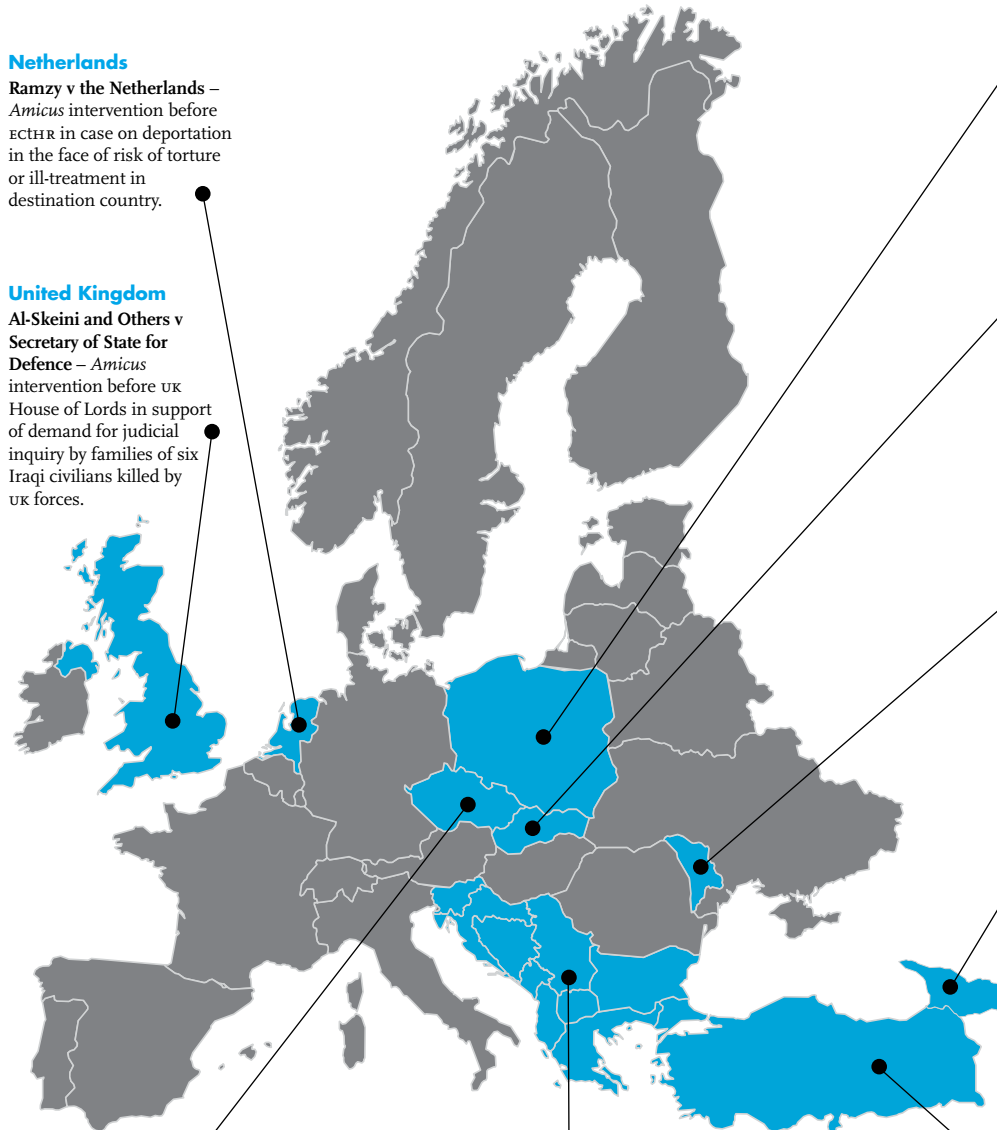 Netherlands
Ramzy v the Netherlands –
Amicus intervention before
ECtHR in case on deportation
in the face of risk of torture
or ill-treatment in
destination country.
United Kingdom
Al-Skeini and Others v
Secretary of State for
Defence – Amicus
intervention before UK
House of Lords in support
of demand for judicial
inquiry by families of six
Iraqi civilians killed by
UK forces.